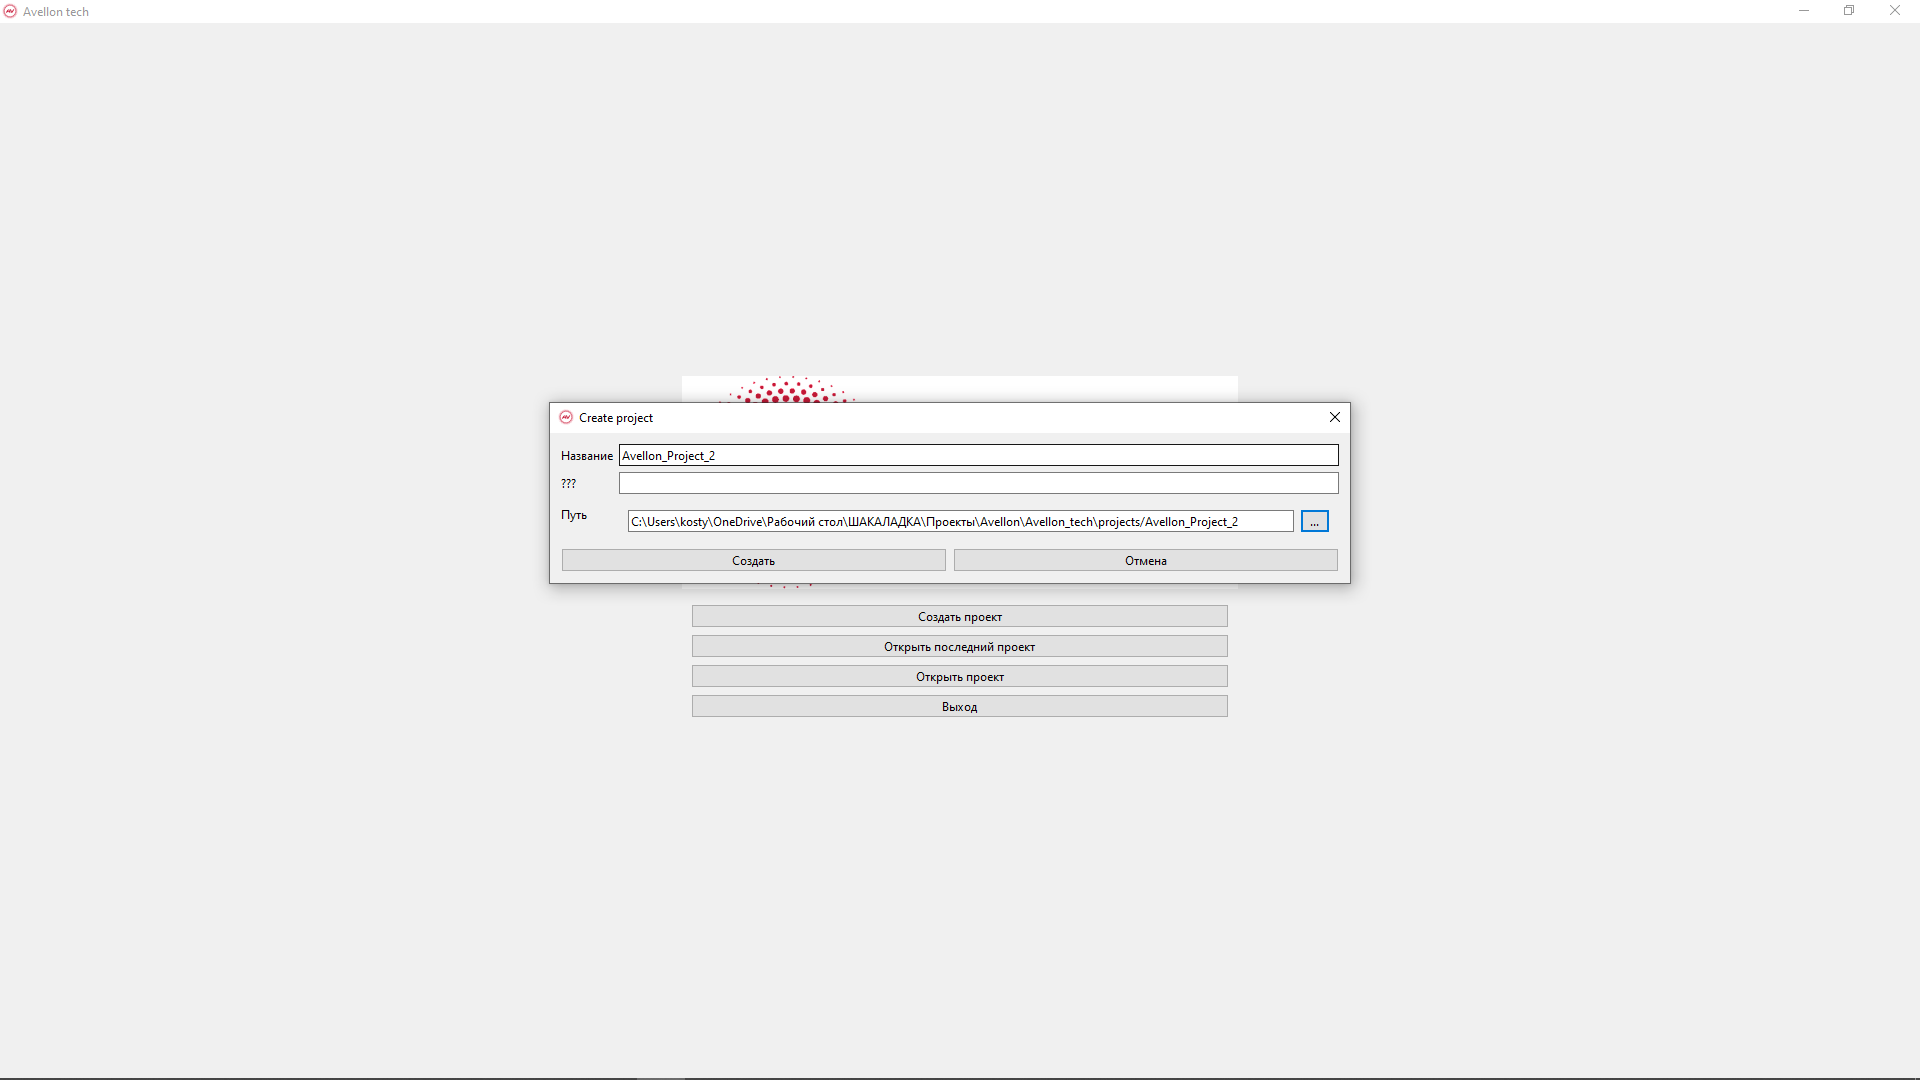 Avellon tech
Create project
Название Avellon_Project_2
???
Путь C:\Users\kosty\OneDrive\Рабочий стол\ШАКАЛАДКА\Проекты\Avellon\Avellon_tech\projects/Avellon_Project_2 ...
Создать Отмена
Создать проект
Открыть последний проект
Открыть проект
Выход